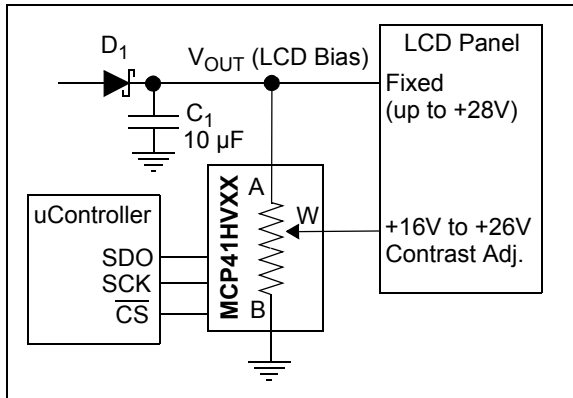 D1
VOUT (LCD Bias)
LCD Panel
Fixed
(up to +28V)
C1
10 µF
uController
SDO
SCK
CS
MCP41HVXX
A
W
B
+16V to +26V
Contrast Adj.